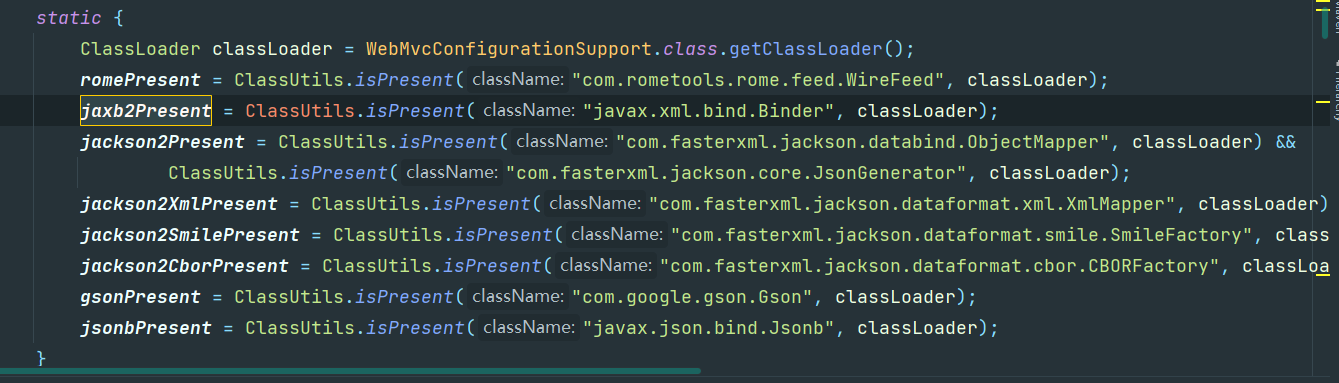 static {
ClassLoader classLoader = WebMvcConfigurationSupport.class.getClassLoader();
romePresent = ClassUtils.isPresent( className: "com.rometools.rome.feed.WireFeed", classLoader);
jaxb2Present = ClassUtils.isPresent( className: "javax.xml.bind.Binder", classLoader);
jackson2Present = ClassUtils.isPresent( className: "com.fasterxml.jackson.databind.ObjectMapper", classLoader) &&
ClassUtils.isPresent( className: "com.fasterxml.jackson.core.JsonGenerator", classLoader);
jackson2XmlPresent = ClassUtils.isPresent( className: "com.fasterxml.jackson.dataformat.xml.XmlMapper", classLoader)
jackson2SmilePresent = ClassUtils.isPresent( className: "com.fasterxml.jackson.dataformat.smile.SmileFactory", class
jackson2CborPresent = ClassUtils.isPresent( className: "com.fasterxml.jackson.dataformat.cbor.CBORFactory", classLoa
gsonPresent = ClassUtils.isPresent( className: "com.google.gson.Gson", classLoader);
jsonbPresent = ClassUtils.isPresent( className: "javax.json.bind.Jsonb", classLoader);
}